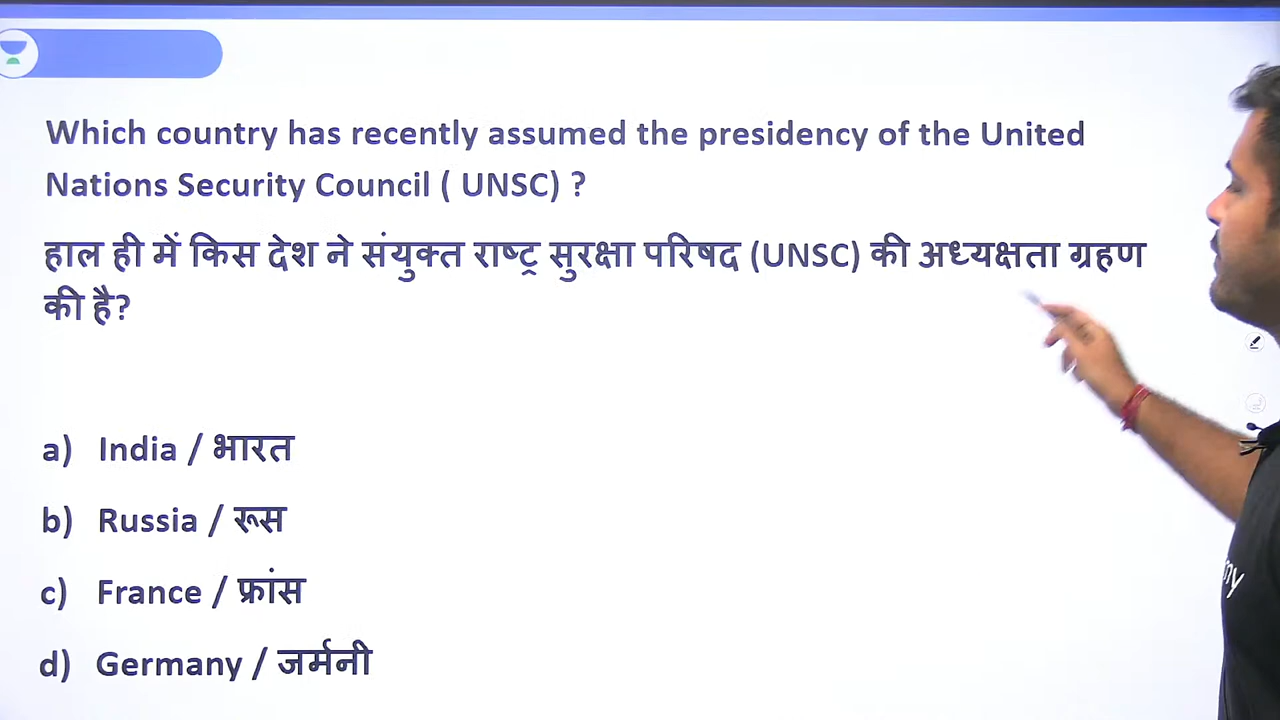 Which country has recently assumed the presidency of the United
Nations Security Council ( UNSC) ?
हाल ही में किस देश ने संयुक्त राष्ट्र सुरक्षा परिषद (UNSC) की अध्यक्षता ग्रहण
की है?
a) India / भारत
b) Russia / रूस
c) France / फ्रांस
d) Germany / जर्मनी